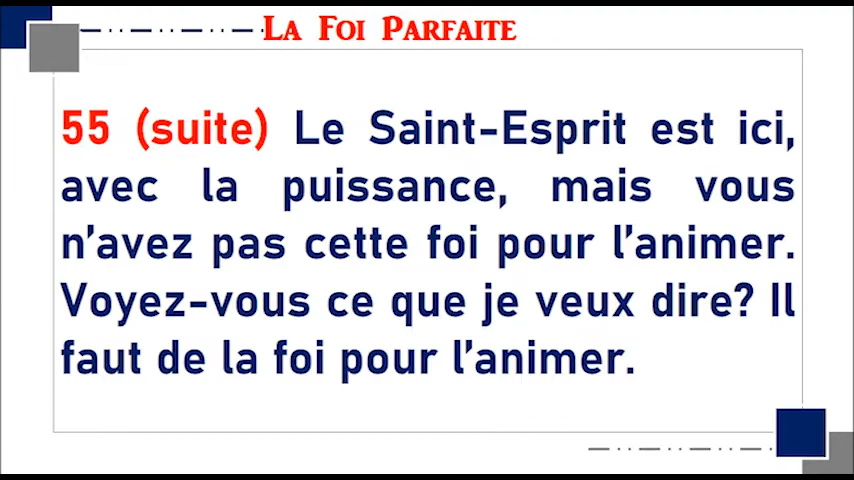 La Foi Parfaite
55 (suite) Le Saint-Esprit est ici,
avec la puissance, mais vous
n’avez pas cette foi pour l’animer.
Voyez-vous ce que je veux dire? Il
faut de la foi pour l’animer.